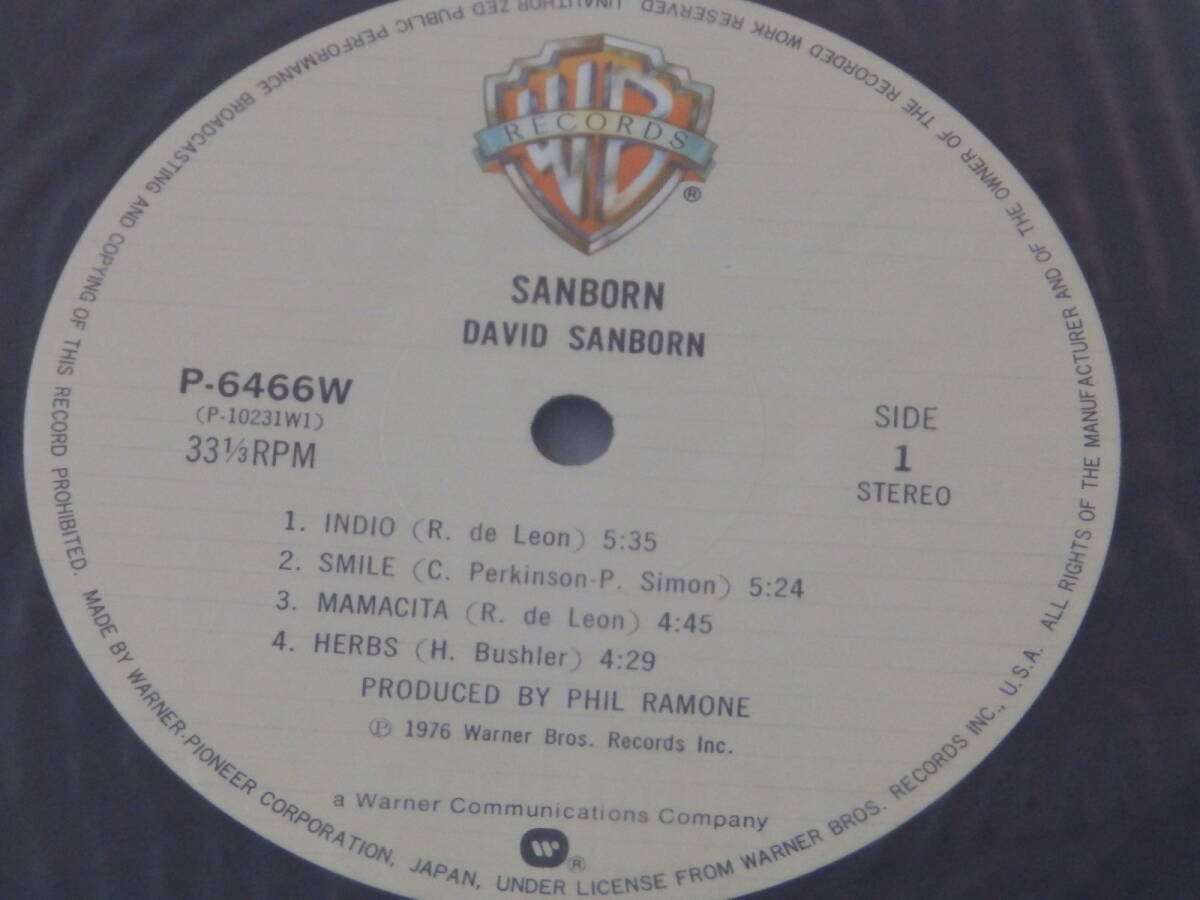 WB
RECORDS
®
SANBORN
DAVID SANBORN
P-6466W
(P-10231W1)
33⅓RPM
SIDE
1
STEREO
1. INDIO (R. de Leon) 5:35
2. SMILE (C. Perkinson-P. Simon) 5:24
3. MAMACITA (R. de Leon) 4:45
4. HERBS (H. Bushler) 4:29
PRODUCED BY PHIL RAMONE
Ⓟ 1976 Warner Bros. Records Inc.
a Warner Communications Company
®
MADE BY WARNER-PIONEER CORPORATION, JAPAN, UNDER LICENSE FROM WARNER BROS. RECORDS INC., U.S.A. ALL RIGHTS OF THE MANUFACTURER AND OF THE OWNER OF THE RECORDED WORK RESERVED UNAUTHORIZED PUBLIC PERFORMANCE BROADCASTING AND COPYING OF THIS RECORD PROHIBITED.